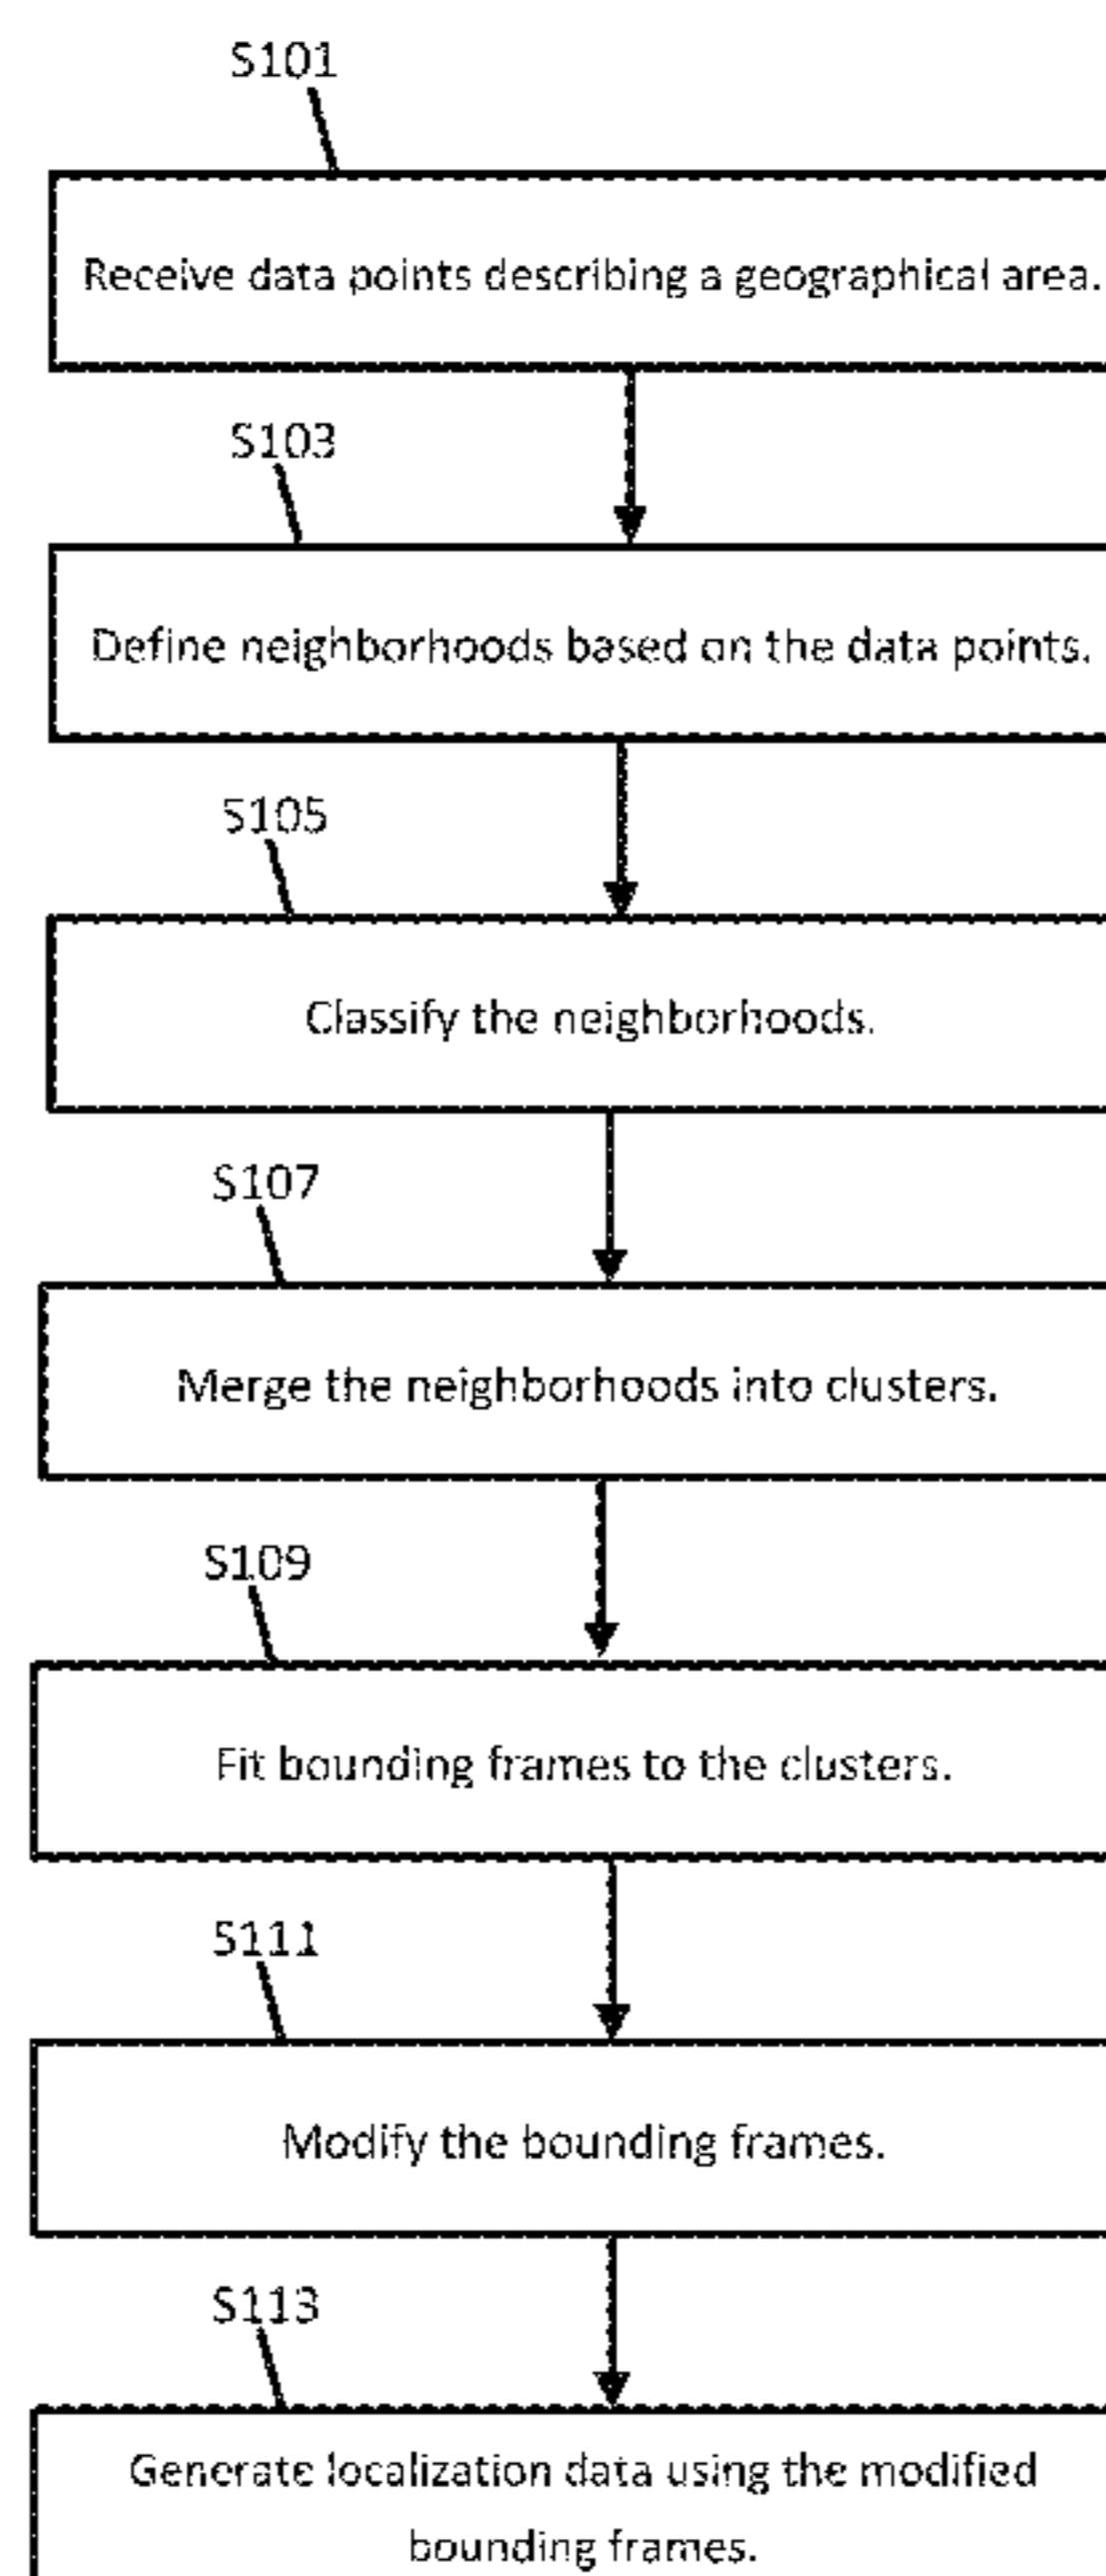 S101
Receive data points describing a geographical area.
S103
Define neighborhoods based on the data points.
S105
Classify the neighborhoods.
S107
Merge the neighborhoods into clusters.
S109
Fit bounding frames to the clusters.
S111
Modify the bounding frames.
S113
Generate localization data using the modified
bounding frames.